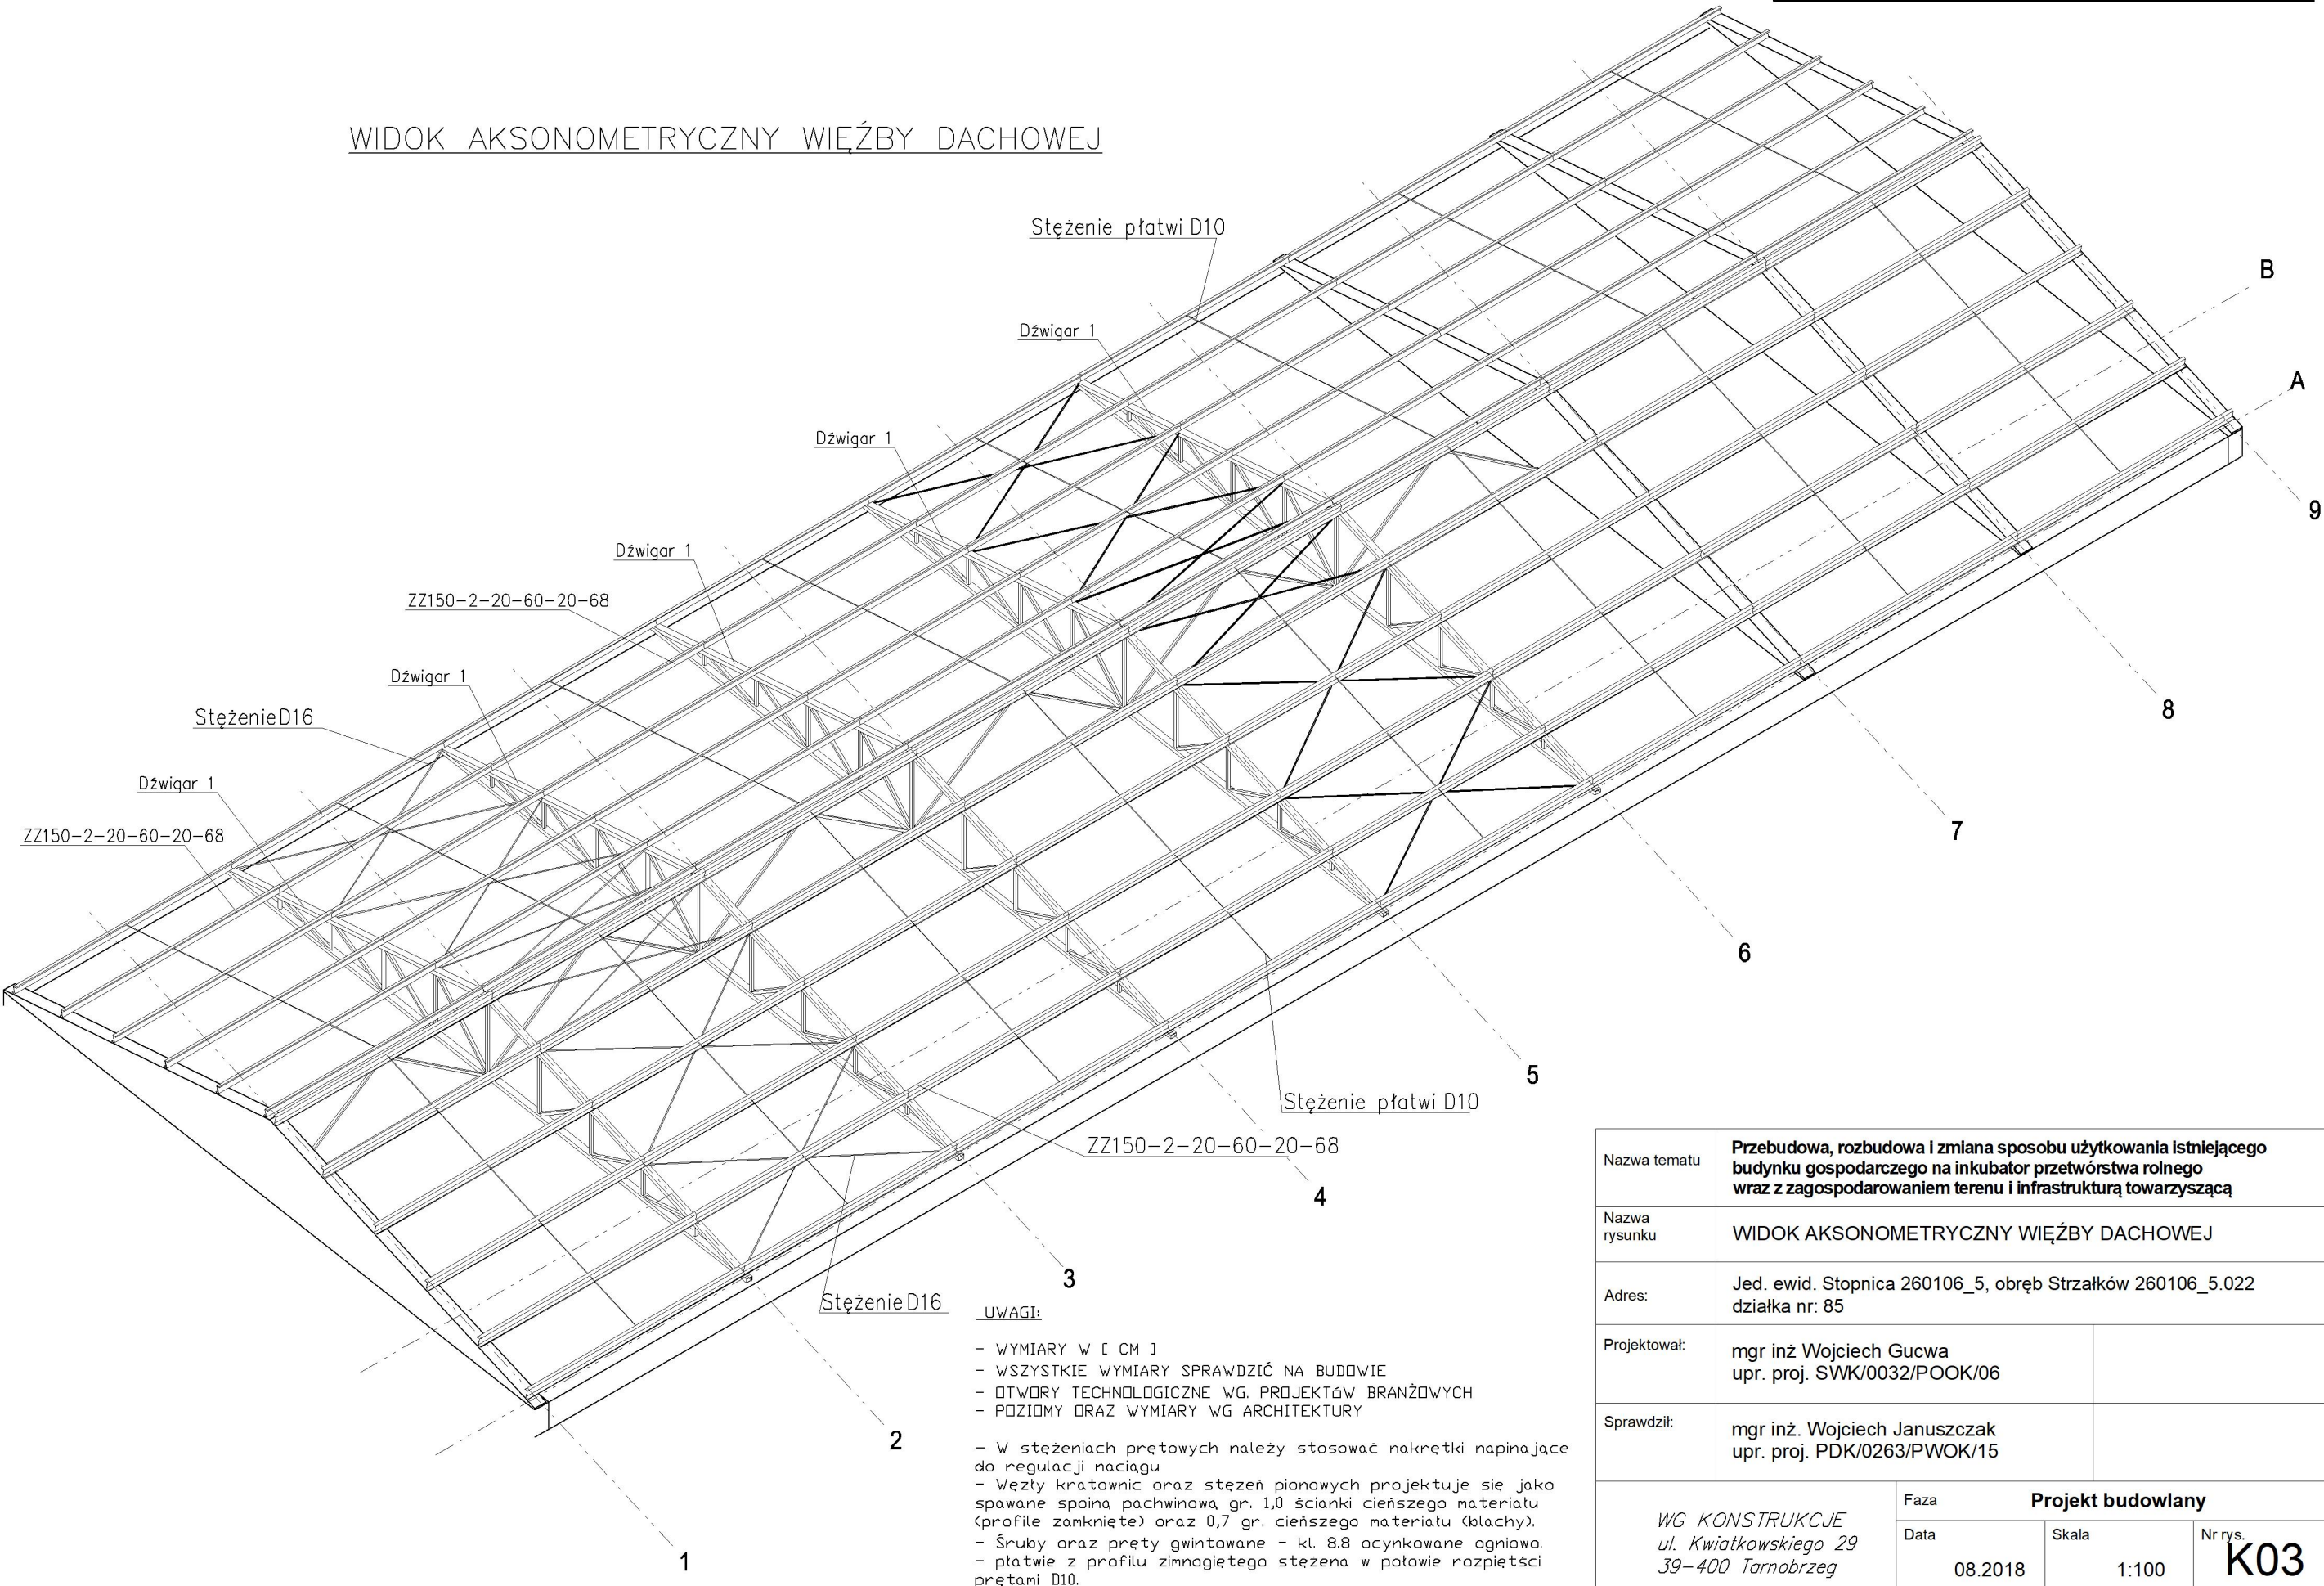 WIDOK AKSONOMETRYCZNY WIĘŹBY DACHOWEJ
Stężenie płatwi D10
Dźwigar 1
Dźwigar 1
Dźwigar 1
ZZ150-2-20-60-20-68
Dźwigar 1
StężenieD16
Dźwigar 1
ZZ150-2-20-60-20-68
B
A
9
8
7
6
5
4
3
2
1
Stężenie płatwi D10
ZZ150-2-20-60-20-68
StężenieD16
UWAGI:
- WYMIARY W [ CM ]
- WSZYSTKIE WYMIARY SPRAWDZIĆ NA BUDOWIE
- OTWORY TECHNOLOGICZNE WG. PROJEKTóW BRANŻOWYCH
- POZIOMY ORAZ WYMIARY WG ARCHITEKTURY
- W stężeniach prętowych należy stosować nakrętki napinające
do regulacji naciągu
- Węzły kratownic oraz stężeń pionowych projektuje się jako
spawane spoiną pachwinową gr. 1,0 ścianki cieńszego materiału
(profile zamknięte) oraz 0,7 gr. cieńszego materiału (blachy).
- Śruby oraz pręty gwintowane - kl. 8.8 ocynkowane ogniowo.
- płatwie z profilu zimnogiętego stężena w połowie rozpiętści
prętami D10.
Nazwa tematu
Przebudowa, rozbudowa i zmiana sposobu użytkowania istniejącego
budynku gospodarczego na inkubator przetwórstwa rolnego
wraz z zagospodarowaniem terenu i infrastrukturą towarzyszącą
Nazwa
rysunku
WIDOK AKSONOMETRYCZNY WIĘŹBY DACHOWEJ
Adres:
Jed. ewid. Stopnica 260106_5, obręb Strzałków 260106_5.022
działka nr: 85
Projektował:
mgr inż Wojciech Gucwa
upr. proj. SWK/0032/POOK/06
Sprawdził:
mgr inż. Wojciech Januszczak
upr. proj. PDK/0263/PWOK/15
WG KONSTRUKCJE
ul. Kwiatkowskiego 29
39-400 Tarnobrzeg
Faza
Projekt budowlany
Data
08.2018
Skala
1:100
Nr rys.
K03